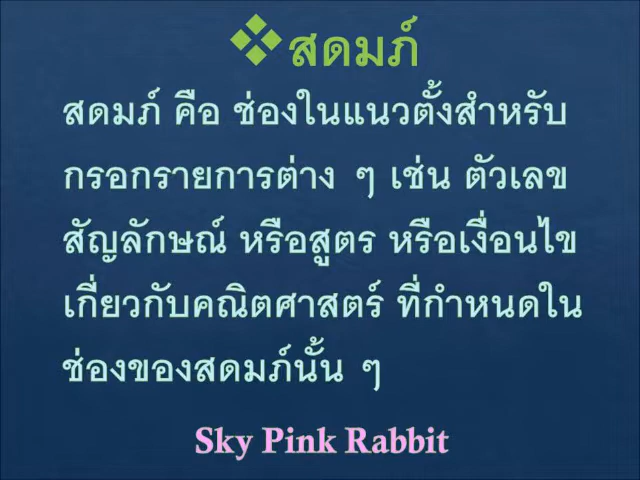 ❖สดมภ์
สดมภ์ คือ ช่องในแนวตั้งสำหรับ
กรอกรายการต่าง ๆ เช่น ตัวเลข
สัญลักษณ์ หรือสูตร หรือเงื่อนไข
เกี่ยวกับคณิตศาสตร์ ที่กำหนดใน
ช่องของสดมภ์นั้น ๆ
Sky Pink Rabbit